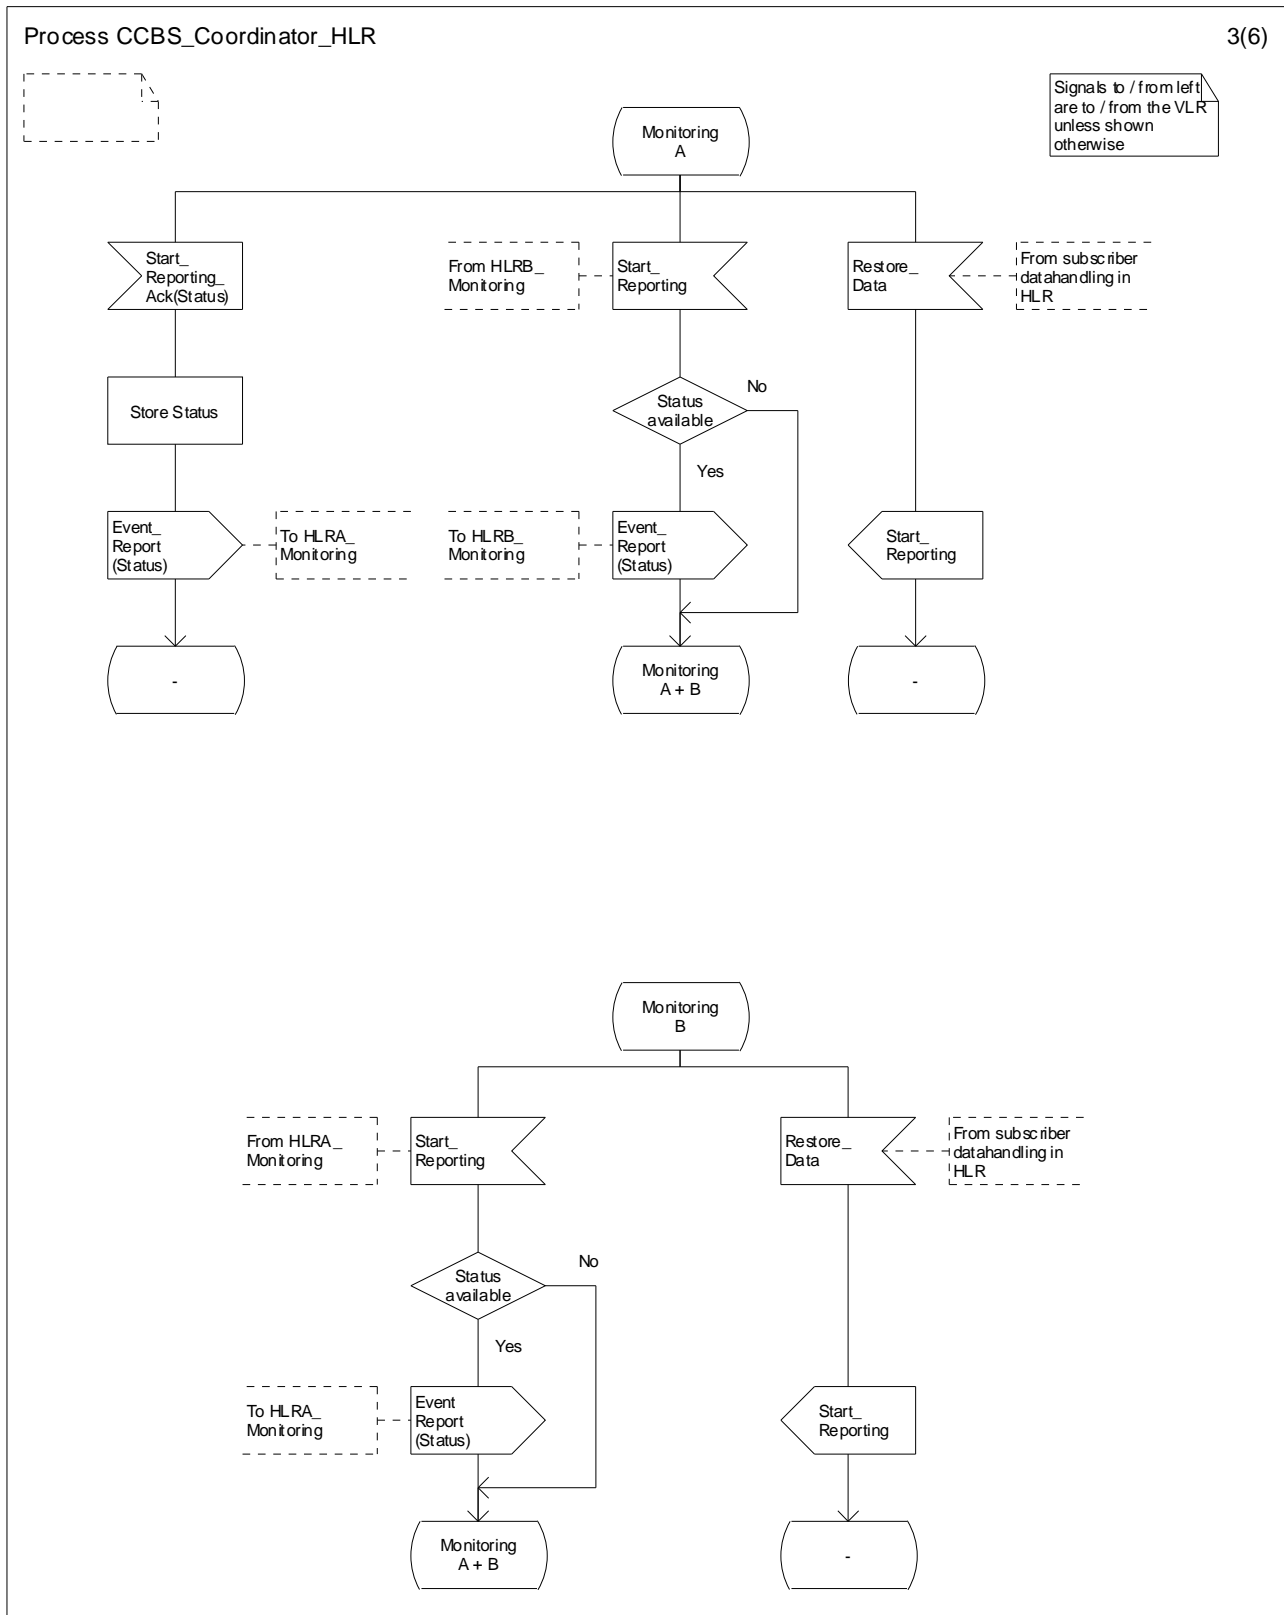 Process CCBS_Coordinator_HLR
3(6)
Signals to / from left
are to / from the VLR
unless shown
otherwise
Monitoring
A
Start_
Reporting_
Ack(Status)
From HLRB_
Monitoring
Start_
Reporting
Restore_
Data
From subscriber
datahandling in
HLR
Store Status
Status
available
No
Yes
Event_
Report
(Status)
To HLRA_
Monitoring
To HLRB_
Monitoring
Event_
Report
(Status)
Start_
Reporting
-
Monitoring
A + B
-
Monitoring
B
From HLRA_
Monitoring
Start_
Reporting
Restore_
Data
From subscriber
datahandling in
HLR
Status
available
No
Yes
To HLRA_
Monitoring
Event
Report
(Status)
Start_
Reporting
Monitoring
A + B
-